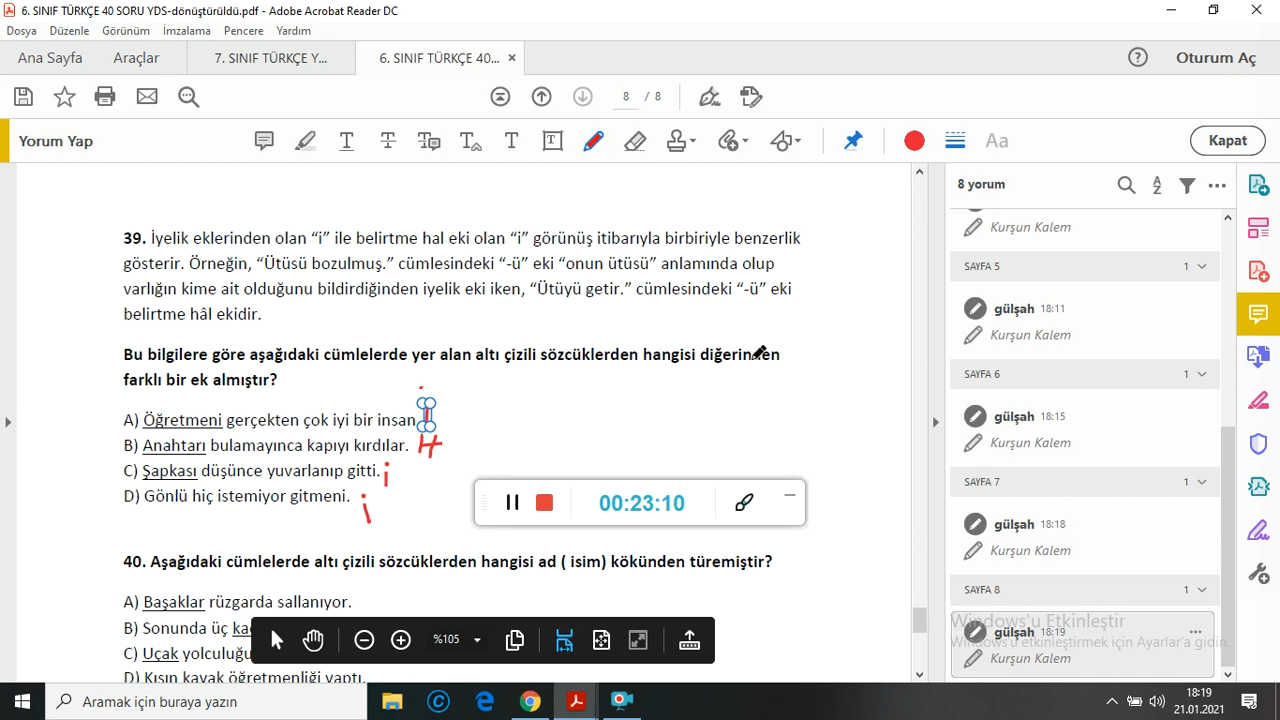 6. SINIF TÜRKÇE 40 SORU YDS-dönüştürüldü.pdf - Adobe Acrobat Reader DC
Dosya Düzenle Görünüm İmzalama Pencere Yardım
Ana Sayfa Araçlar 7. SINIF TÜRKÇE Y... 6. SINIF TÜRKÇE 40... × Oturum Aç
8 / 8
Yorum Yap Aa Kapat
8 yorum
Kurşun Kalem
SAYFA 5 1
gülşah 18:11
Kurşun Kalem
SAYFA 6 1
gülşah 18:15
Kurşun Kalem
SAYFA 7 1
gülşah 18:18
Kurşun Kalem
SAYFA 8 1
gülşah 18:19
Kurşun Kalem
39. İyelik eklerinden olan “i” ile belirtme hal eki olan “i” görünüş itibarıyla birbiriyle benzerlik
gösterir. Örneğin, “Ütüsü bozulmuş.” cümlesindeki “-ü” eki “onun ütüsü” anlamında olup
varlığın kime ait olduğunu bildirdiğinden iyelik eki iken, “Ütüyü getir.” cümlesindeki “-ü” eki
belirtme hâl ekidir.
Bu bilgilere göre aşağıdaki cümlelerde yer alan altı çizili sözcüklerden hangisi diğerinden
farklı bir ek almıştır?
A) Öğretmeni gerçekten çok iyi bir insan i
B) Anahtarı bulamayınca kapıyı kırdılar. H
C) Şapkası düşünce yuvarlanıp gitti. i
D) Gönlü hiç istemiyor gitmeni. i
00:23:10
40. Aşağıdaki cümlelerde altı çizili sözcüklerden hangisi ad ( isim) kökünden türemiştir?
A) Başaklar rüzgarda sallanıyor.
B) Sonunda üç
C) Uçak
D) Kışın kayak öğretmenliği yaptı.
%105
Windows'u Etkinleştir
Windows'u etkinleştirmek için Ayarlar'a gidin.
Aramak için buraya yazın
18:19
21.01.2021